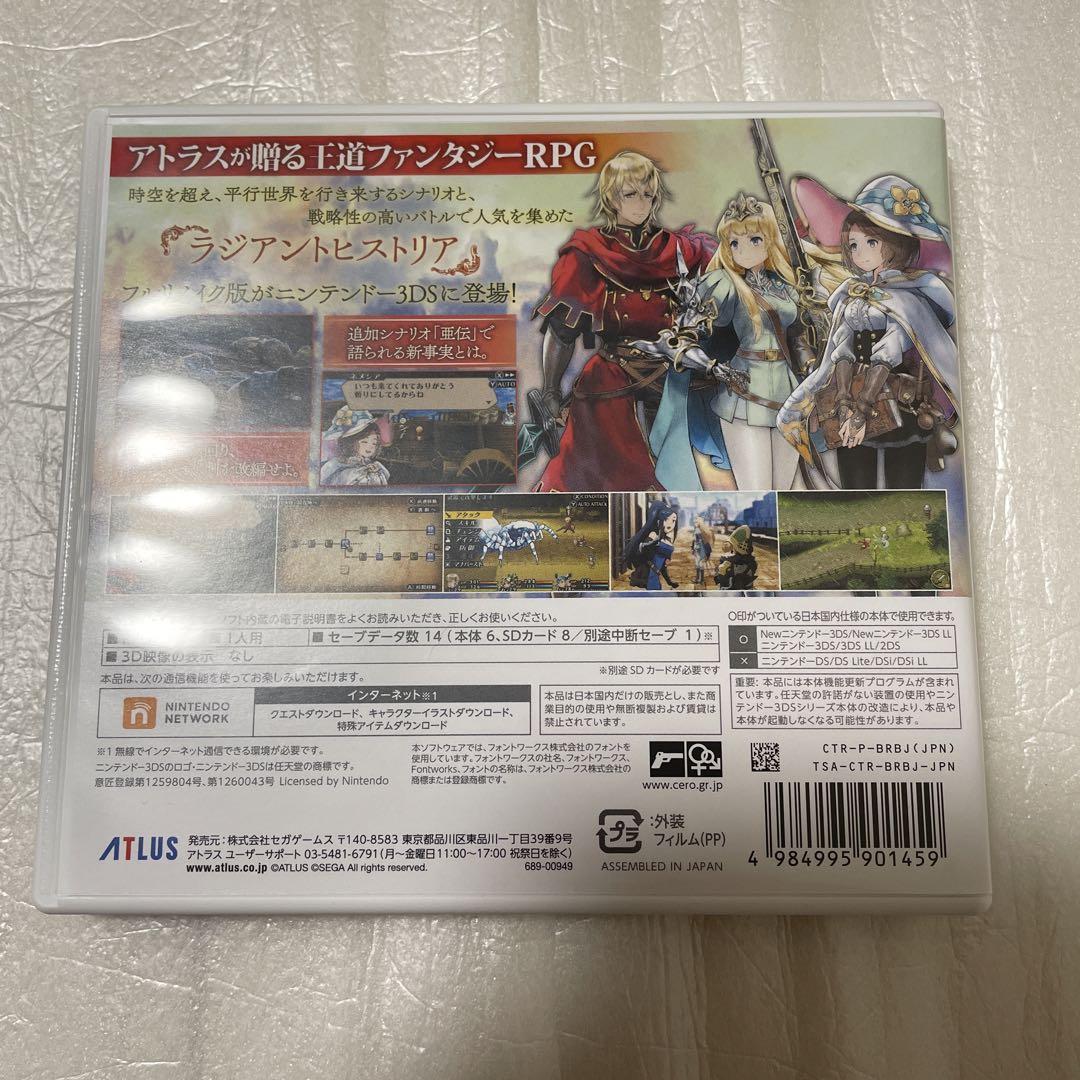 アトラスが贈る王道ファンタジーRPG
時空を超え、平行世界を行き来するシナリオと、
戦略性の高いバトルで人気を集めた
「ラジアントヒストリア」
フルリメイク版がニンテンドー3DSに登場!
追加シナリオ「亜伝」で
語られる新事実とは。
ネメシア
X ▶▶
Y AUTO
いつも来てくれてありがとう
頼りにしてるからね
アタック
スキル
チェンジ
アイテム
防御
マナバースト
X CONDITION
Y AUTO ATTACK
ソフト内蔵の電子説明書をよくお読みいただき、正しくお使いください。
1人用
■ セーブデータ数 14 (本体 6、SDカード 8/別途中断セーブ 1)※
■ 3D映像の表示 なし
※別途SDカードが必要です
本品は、次の通信機能を使ってお楽しみいただけます。
NINTENDO
NETWORK
インターネット※1
クエストダウンロード、キャラクターイラストダウンロード、
特殊アイテムダウンロード
本品は日本国内だけの販売とし、また商
業目的の使用や無断複製および賃貸は
禁止されています。
〇印がついている日本国内仕様の本体で使用できます。
○ Newニンテンドー3DS/Newニンテンドー3DS LL
ニンテンドー3DS/3DS LL/2DS
× ニンテンドーDS/DS Lite/DSi/DSi LL
重要: 本品には本体機能更新プログラムが含まれ
ています。任天堂の許諾がない装置の使用やニン
テンドー3DSシリーズ本体の改造により、本品や
本体が起動しなくなる可能性があります。
※1 無線でインターネット通信できる環境が必要です。
ニンテンドー3DSのロゴ・ニンテンドー3DSは任天堂の商標です。
意匠登録第1259804号、第1260043号 Licensed by Nintendo
本ソフトウェアでは、フォントワークス株式会社のフォントを
使用しています。フォントワークスの社名、フォントワークス、
Fontworks、フォントの名称は、フォントワークス株式会社の
商標または登録商標です。
www.cero.gr.jp
CTR-P-BRBJ(JPN)
TSA-CTR-BRBJ-JPN
ATLUS
発売元:株式会社セガゲームス 〒140-8583 東京都品川区東品川一丁目39番9号
アトラス ユーザーサポート 03-5481-6791(月~金曜日11:00~17:00 祝祭日を除く)
www.atlus.co.jp ©ATLUS ©SEGA All rights reserved.
689-00949
プラ
:外装
フィルム(PP)
ASSEMBLED IN JAPAN
4 984995 901459